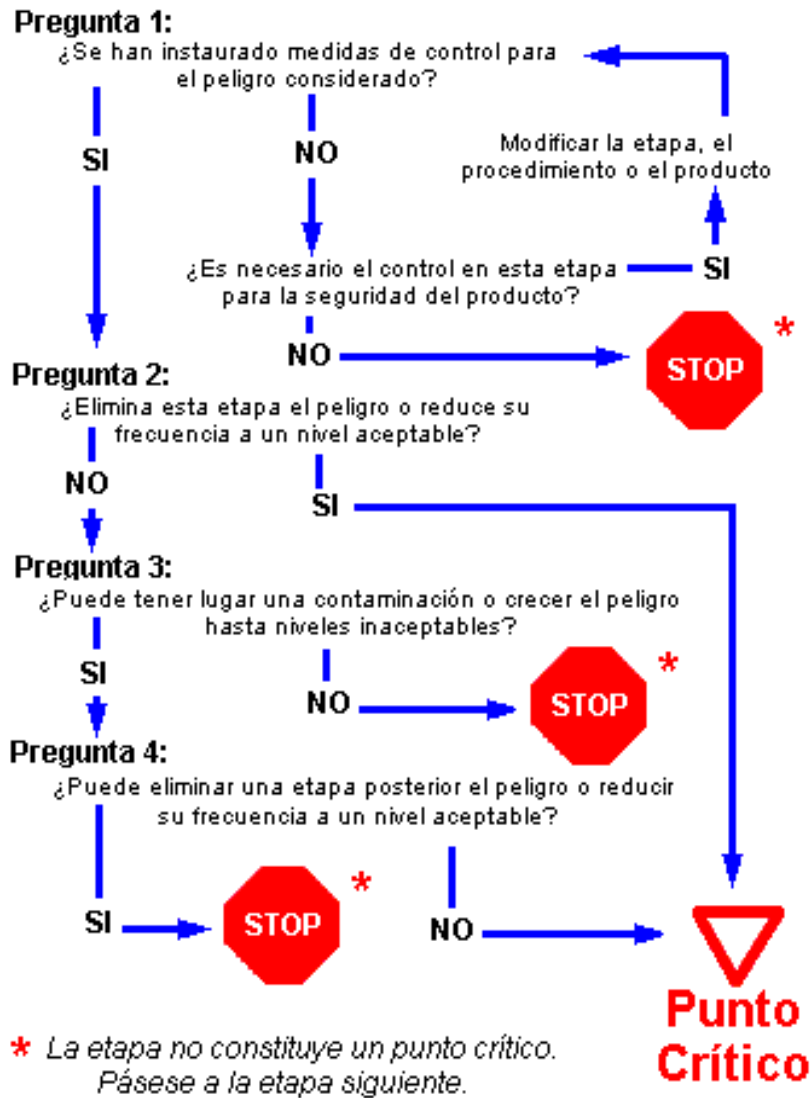 Pregunta 1:
¿Se han instaurado medidas de control para
el peligro considerado?
SI
NO
Modificar la etapa, el
procedimiento o el producto
¿Es necesario el control en esta etapa
para la seguridad del producto?
SI
NO
STOP
*
Pregunta 2:
¿Elimina esta etapa el peligro o reduce su
frecuencia a un nivel aceptable?
NO
SI
Pregunta 3:
¿Puede tener lugar una contaminación o crecer el peligro
hasta niveles inaceptables?
SI
NO
STOP
*
Pregunta 4:
¿Puede eliminar una etapa posterior el peligro o reducir
su frecuencia a un nivel aceptable?
SI
STOP
*
NO
Punto
Crítico
* La etapa no constituye un punto crítico.
Pásese a la etapa siguiente.